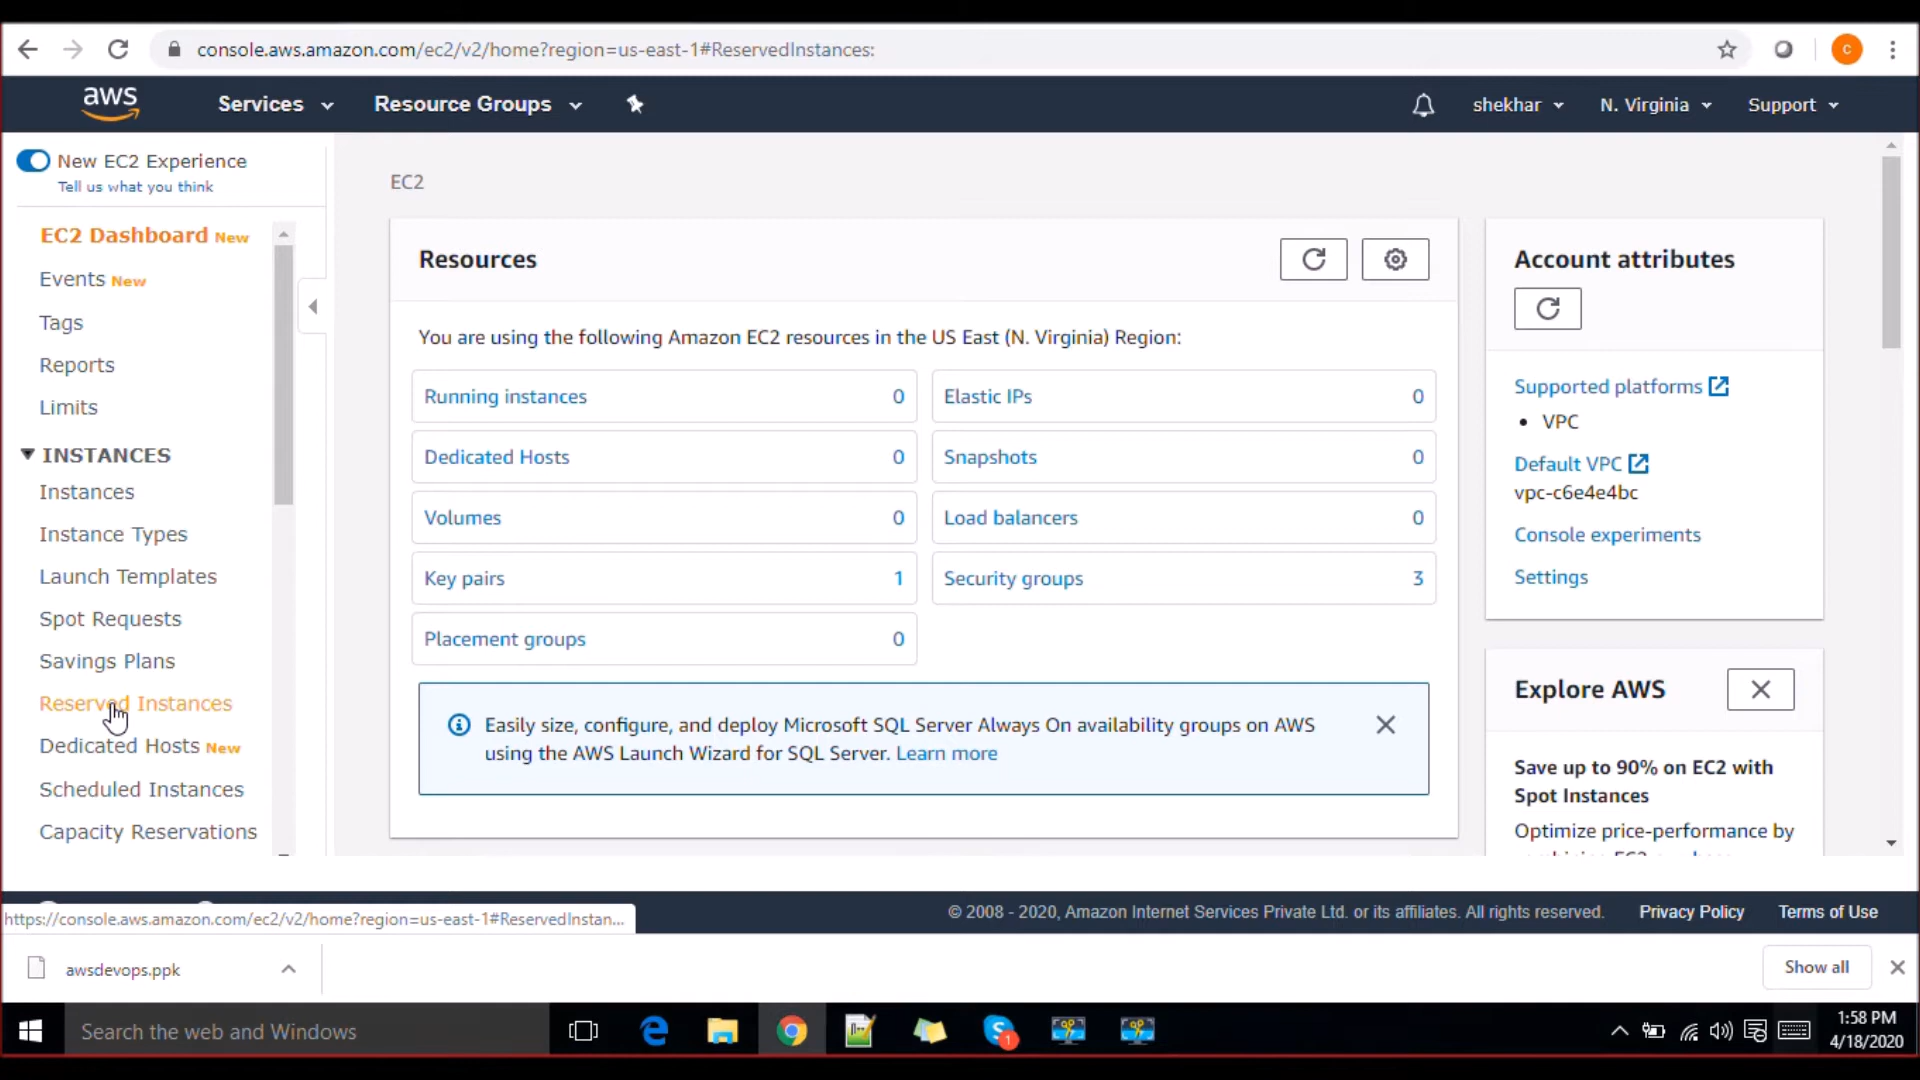 console.aws.amazon.com/ec2/v2/home?region=us-east-1#ReservedInstances:
C
aws
Services
Resource Groups
shekhar
N. Virginia
Support
New EC2 Experience
Tell us what you think
EC2 Dashboard New
Events New
Tags
Reports
Limits
INSTANCES
Instances
Instance Types
Launch Templates
Spot Requests
Savings Plans
Reserved Instances
Dedicated Hosts New
Scheduled Instances
Capacity Reservations
EC2
Resources
You are using the following Amazon EC2 resources in the US East (N. Virginia) Region:
Running instances 0
Elastic IPs 0
Dedicated Hosts 0
Snapshots 0
Volumes 0
Load balancers 0
Key pairs 1
Security groups 3
Placement groups 0
Easily size, configure, and deploy Microsoft SQL Server Always On availability groups on AWS
using the AWS Launch Wizard for SQL Server. Learn more
Account attributes
Supported platforms
• VPC
Default VPC
vpc-c6e4e4bc
Console experiments
Settings
Explore AWS
Save up to 90% on EC2 with
Spot Instances
Optimize price-performance by
https://console.aws.amazon.com/ec2/v2/home?region=us-east-1#ReservedInstan...
© 2008 - 2020, Amazon Internet Services Private Ltd. or its affiliates. All rights reserved.
Privacy Policy
Terms of Use
awsdevops.ppk
Show all
Search the web and Windows
1
1:58 PM
4/18/2020